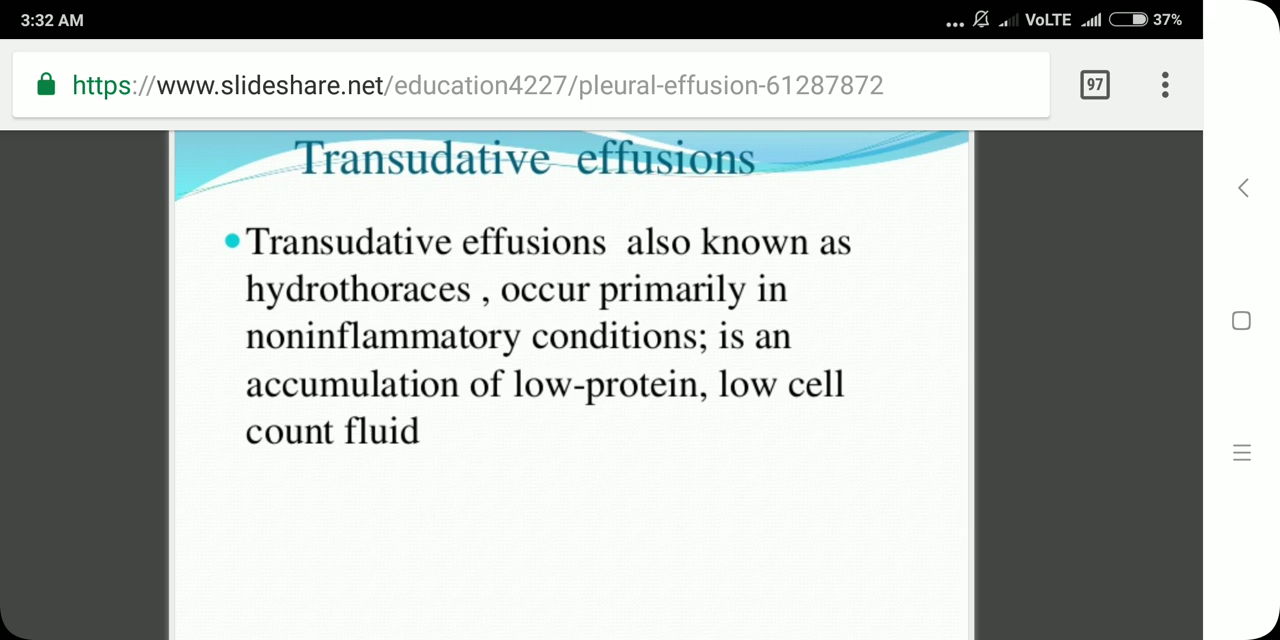 3:32 AM
... VoLTE 37%
https://www.slideshare.net/education4227/pleural-effusion-61287872
97
Transudative effusions
Transudative effusions also known as
hydrothoraces , occur primarily in
noninflammatory conditions; is an
accumulation of low-protein, low cell
count fluid